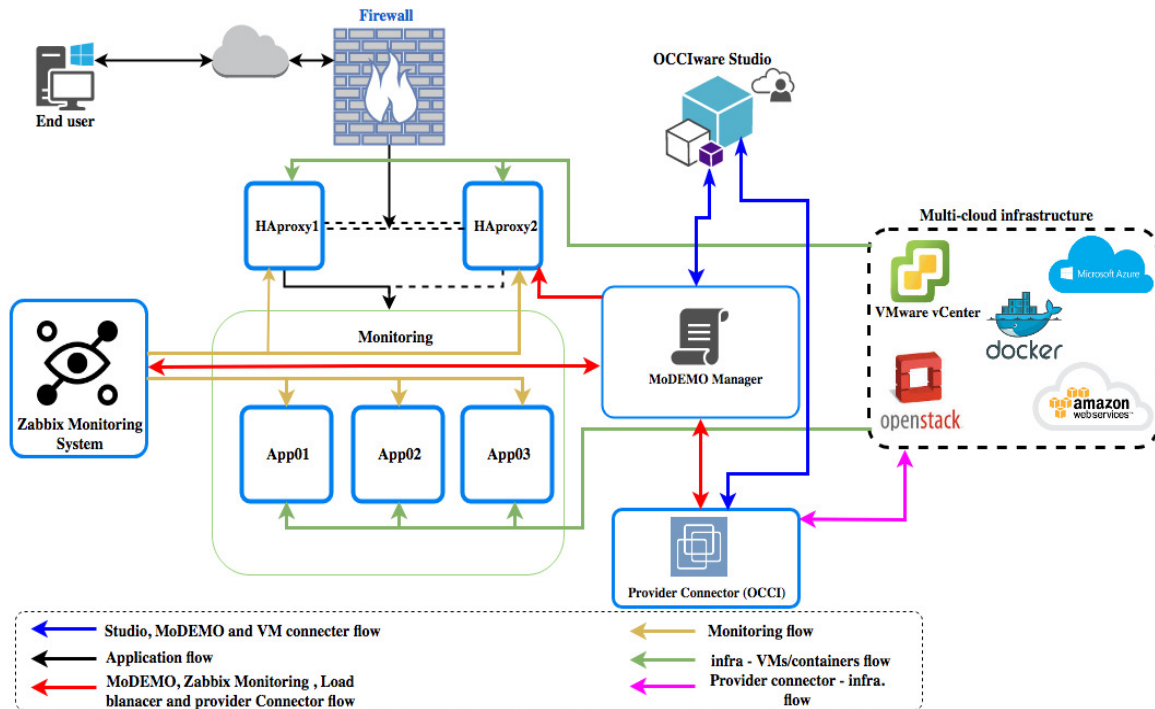 Firewall
End user
OCCIware Studio
HAproxy1
HAproxy2
Multi-cloud infrastructure
VMware vCenter
Microsoft Azure
docker
openstack
amazon
webservices™
Monitoring
MoDEMO Manager
Zabbix Monitoring
System
App01
App02
App03
Provider Connector (OCCI)
Studio, MoDEMO and VM connecter flow
Application flow
MoDEMO, Zabbix Monitoring , Load
blanacer and provider Connector flow
Monitoring flow
infra - VMs/containers flow
Provider connector - infra.
flow